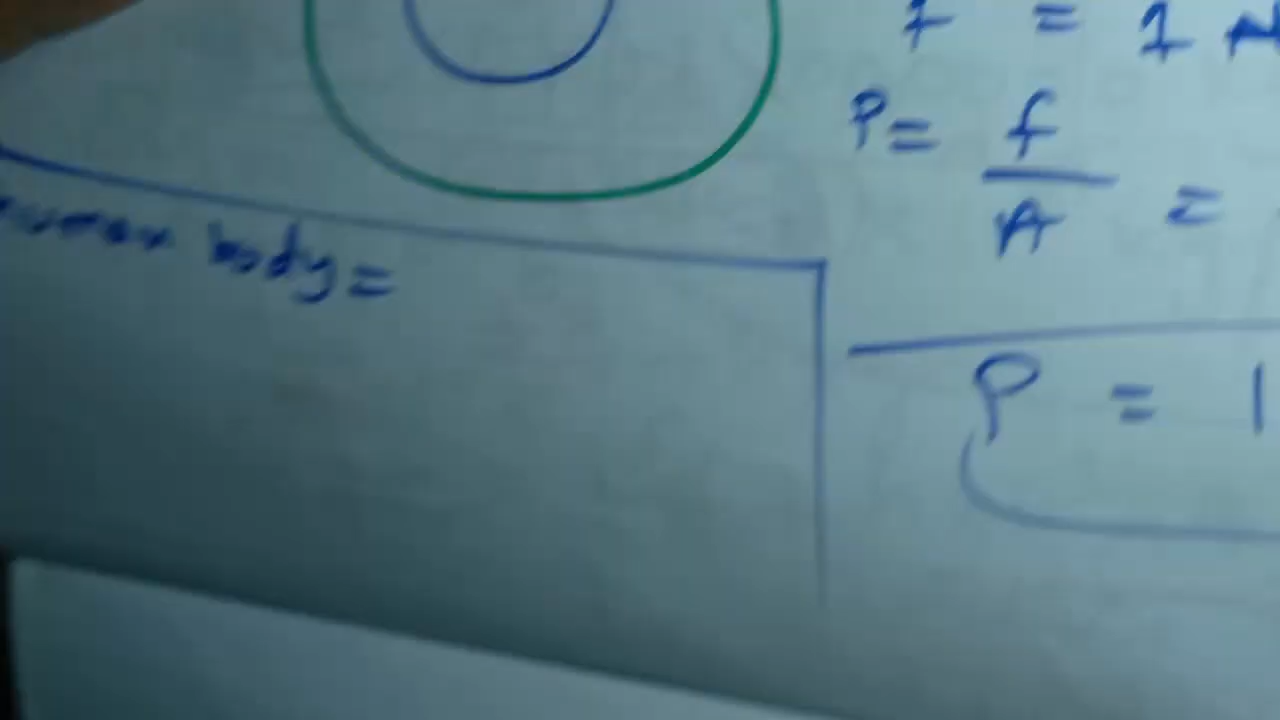 = 1 N
P = f / A =
body =
P = 1